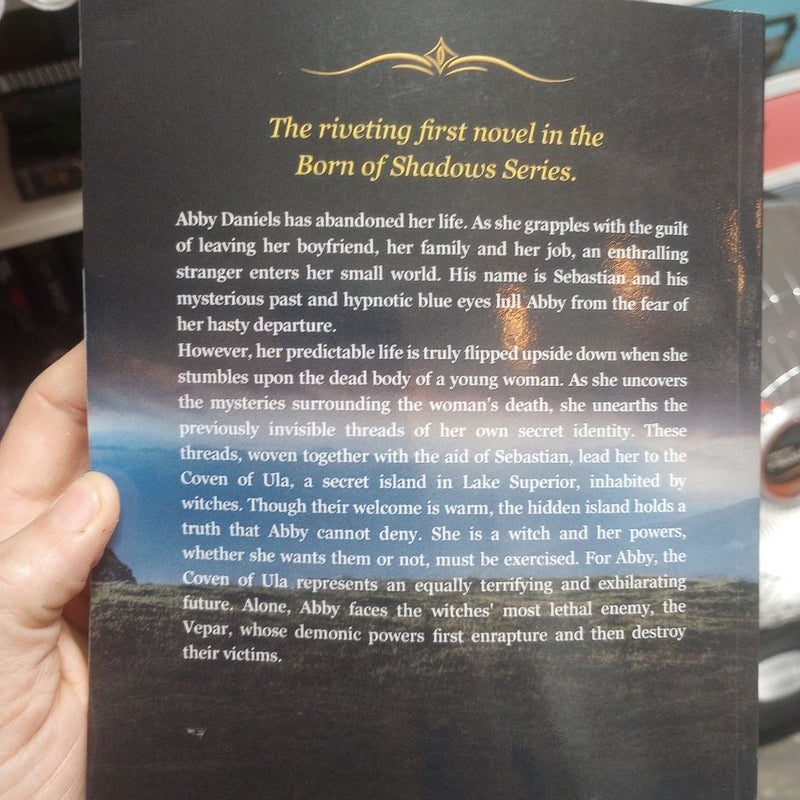 The riveting first novel in the
Born of Shadows Series.
Abby Daniels has abandoned her life. As she grapples with the guilt
of leaving her boyfriend, her family and her job, an enthralling
stranger enters her small world. His name is Sebastian and his
mysterious past and hypnotic blue eyes lull Abby from the fear of
her hasty departure.
However, her predictable life is truly flipped upside down when she
stumbles upon the dead body of a young woman. As she uncovers
the mysteries surrounding the woman's death, she unearths the
previously invisible threads of her own secret identity. These
threads, woven together with the aid of Sebastian, lead her to the
Coven of Ula, a secret island in Lake Superior, inhabited by
witches. Though their welcome is warm, the hidden island holds a
truth that Abby cannot deny. She is a witch and her powers,
whether she wants them or not, must be exercised. For Abby, the
Coven of Ula represents an equally terrifying and exhilarating
future. Alone, Abby faces the witches' most lethal enemy, the
Vepar, whose demonic powers first enrapture and then destroy
their victims.